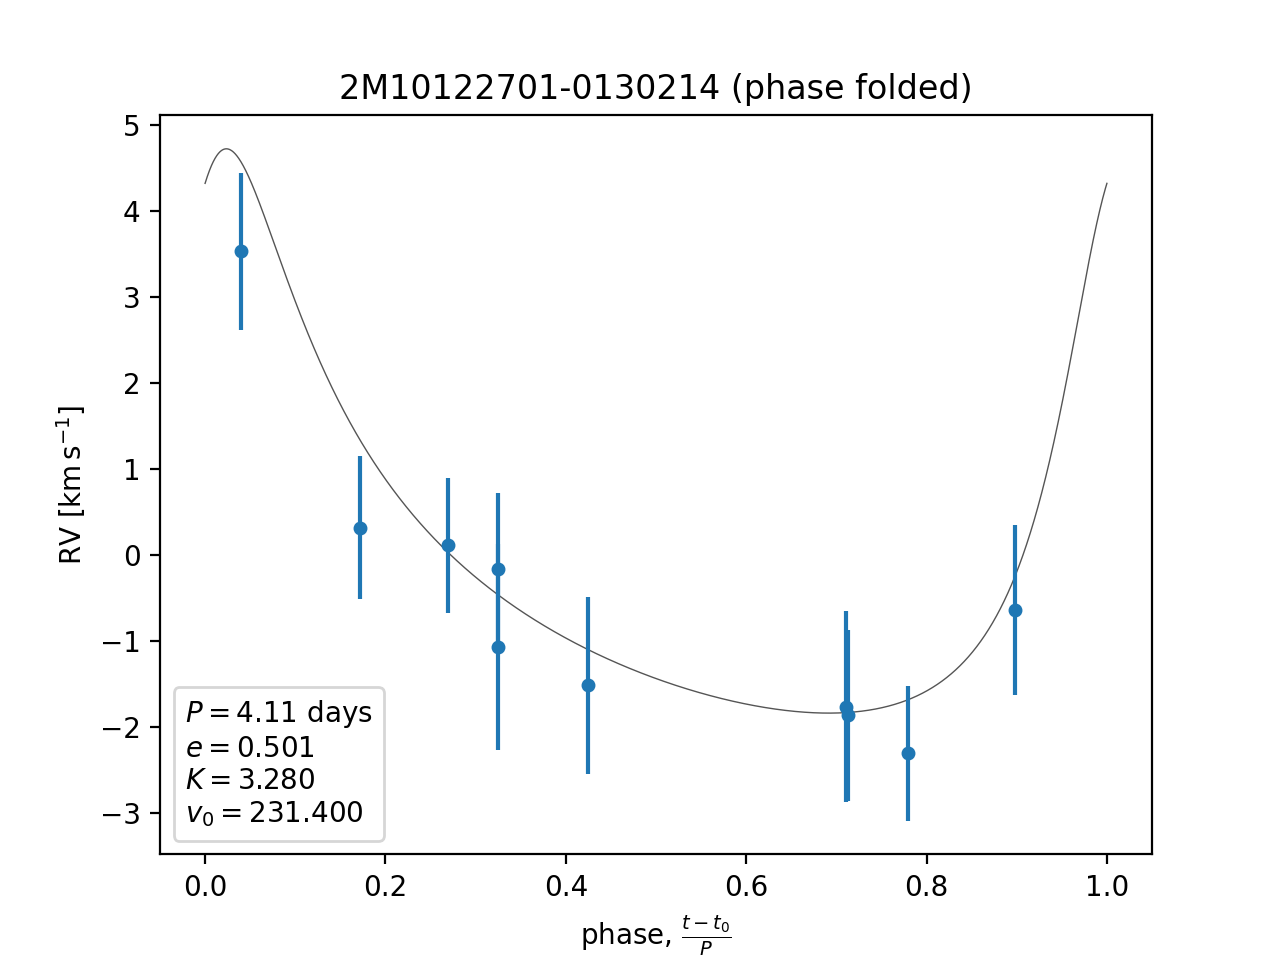 2M10122701-0130214 (phase folded)
5
4
3
2
1
0
−1
−2
−3
RV [km s⁻¹]
P = 4.11 days
e = 0.501
K = 3.280
v₀ = 231.400
0.0 0.2 0.4 0.6 0.8 1.0
phase, (t − t₀)/P